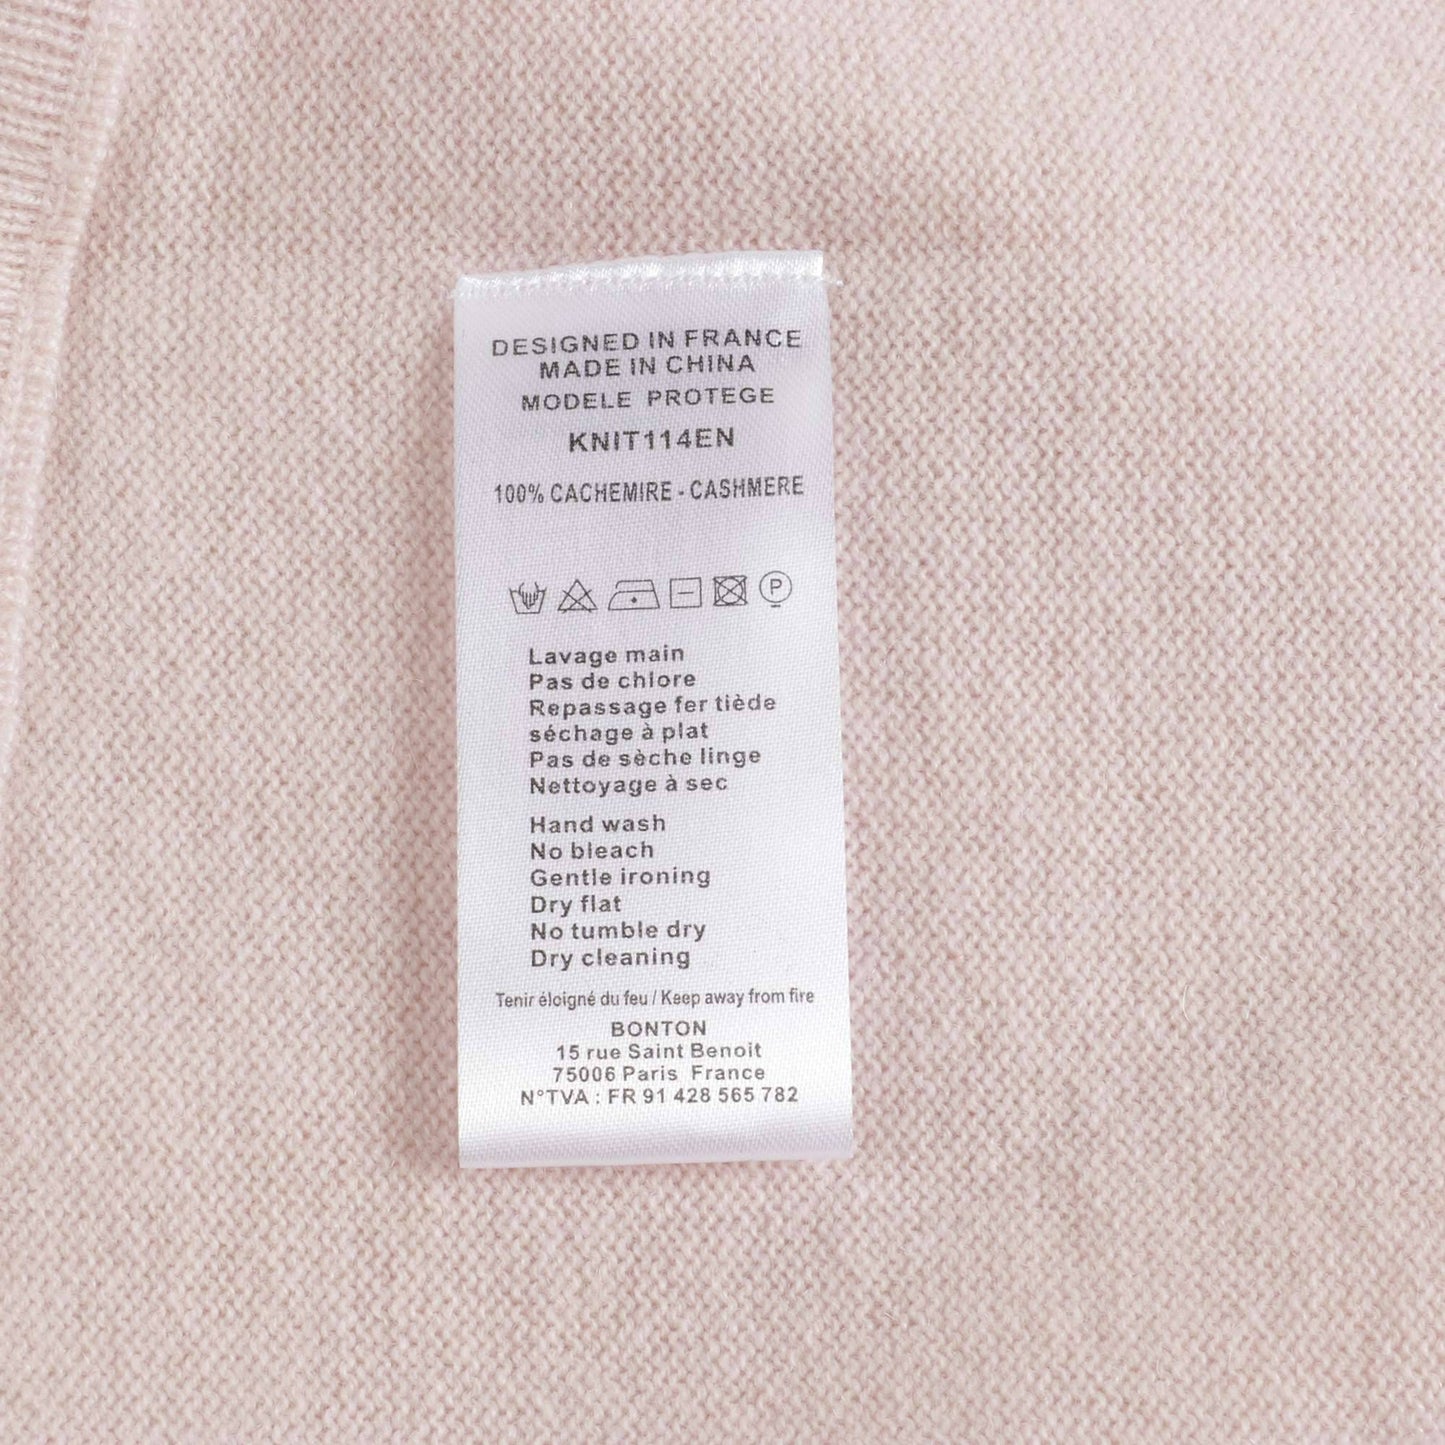 DESIGNED IN FRANCE
MADE IN CHINA
MODELE PROTEGE
KNIT114EN
100% CACHEMIRE - CASHMERE
P
Lavage main
Pas de chlore
Repassage fer tiède
séchage à plat
Pas de sèche linge
Nettoyage à sec
Hand wash
No bleach
Gentle ironing
Dry flat
No tumble dry
Dry cleaning
Tenir éloigné du feu / Keep away from fire
BONTON
15 rue Saint Benoit
75006 Paris France
N°TVA : FR 91 428 565 782